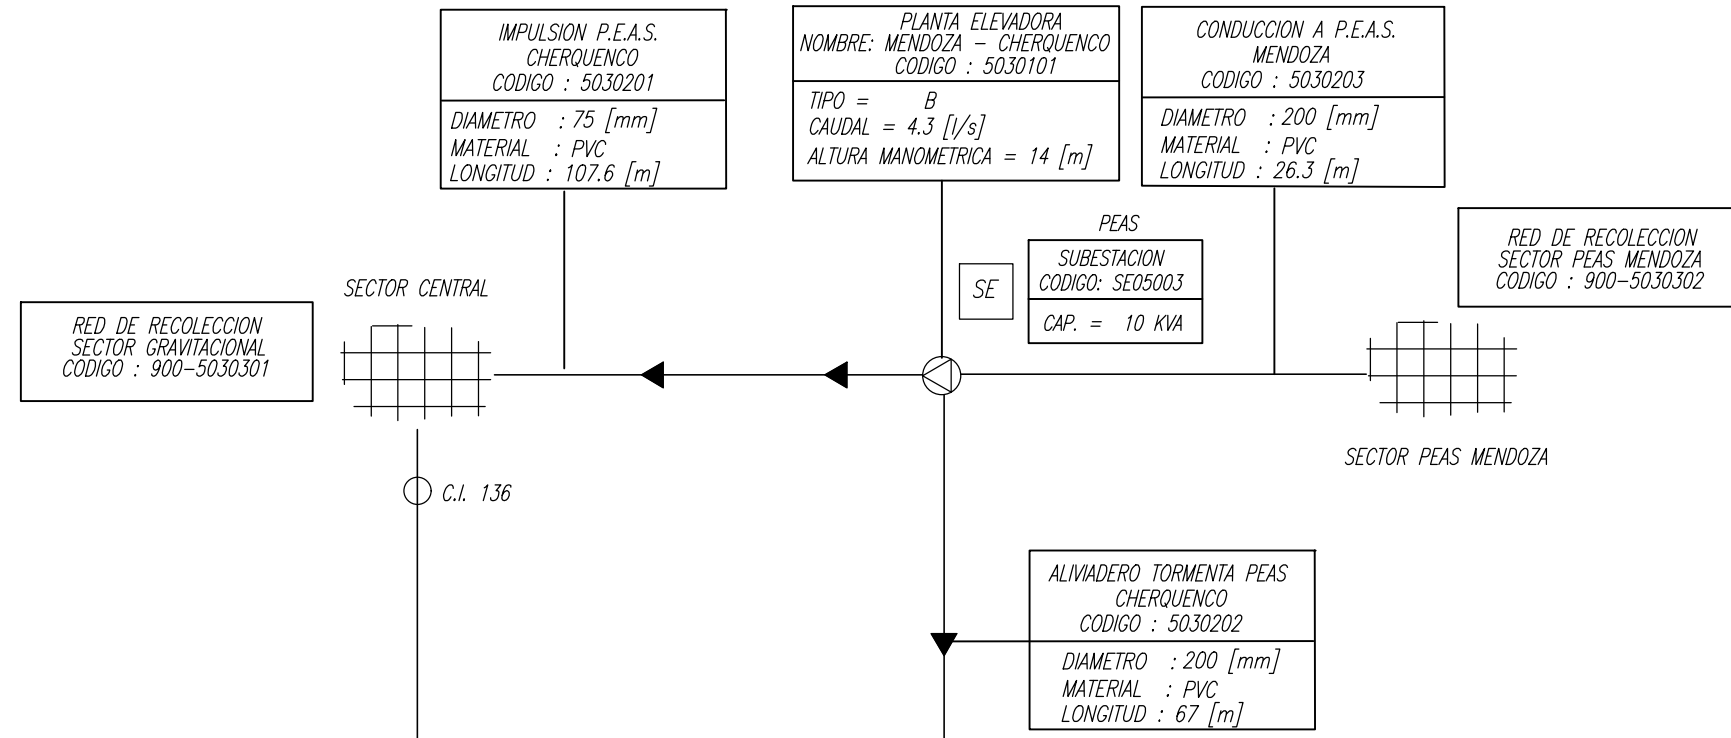 IMPULSION P.E.A.S.
CHERQUENCO
CODIGO : 5030201
DIAMETRO : 75 [mm]
MATERIAL : PVC
LONGITUD : 107.6 [m]
PLANTA ELEVADORA
NOMBRE: MENDOZA - CHERQUENCO
CODIGO : 5030101
TIPO = B
CAUDAL = 4.3 [l/s]
ALTURA MANOMETRICA = 14 [m]
CONDUCCION A P.E.A.S.
MENDOZA
CODIGO : 5030203
DIAMETRO : 200 [mm]
MATERIAL : PVC
LONGITUD : 26.3 [m]
PEAS
SUBESTACION
CODIGO: SE05003
CAP. = 10 KVA
SE
RED DE RECOLECCION
SECTOR PEAS MENDOZA
CODIGO : 900-5030302
SECTOR CENTRAL
RED DE RECOLECCION
SECTOR GRAVITACIONAL
CODIGO : 900-5030301
SECTOR PEAS MENDOZA
C.I. 136
ALIVIADERO TORMENTA PEAS
CHERQUENCO
CODIGO : 5030202
DIAMETRO : 200 [mm]
MATERIAL : PVC
LONGITUD : 67 [m]